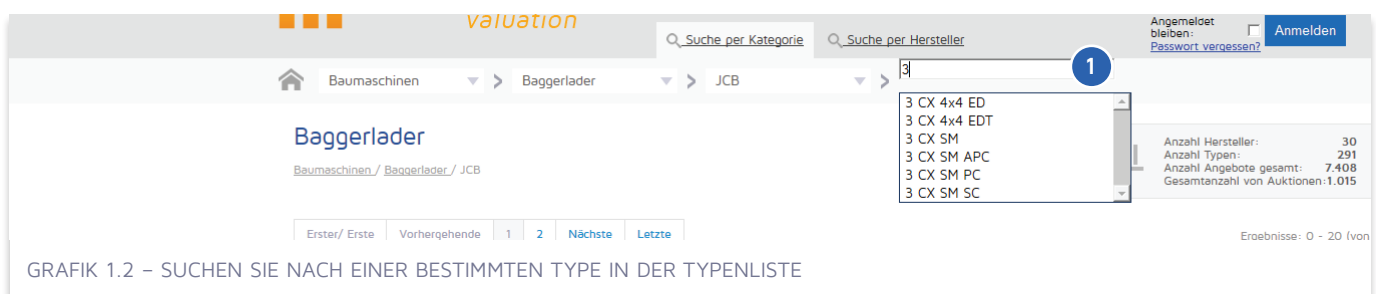 valuation
Suche per Kategorie
Suche per Hersteller
Angemeldet
bleiben:
Passwort vergessen?
Anmelden
Baumaschinen > Baggerlader > JCB > 3
1
3 CX 4x4 ED
3 CX 4x4 EDT
3 CX SM
3 CX SM APC
3 CX SM PC
3 CX SM SC
Baggerlader
Baumaschinen / Baggerlader / JCB
Anzahl Hersteller: 30
Anzahl Typen: 291
Anzahl Angebote gesamt: 7.408
Gesamtanzahl von Auktionen: 1.015
Erster/ Erste Vorhergehende 1 2 Nächste Letzte
Ergebnisse: 0 - 20 (von
GRAFIK 1.2 – SUCHEN SIE NACH EINER BESTIMMTEN TYPE IN DER TYPENLISTE